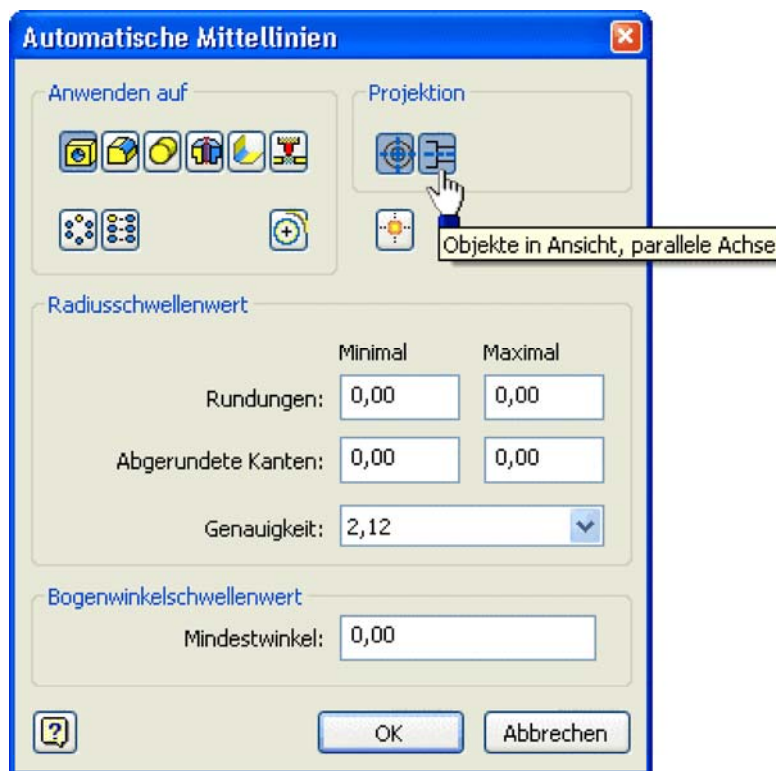 Automatische Mittellinien
Anwenden auf
Projektion
Objekte in Ansicht, parallele Achse
Radiusschwellenwert
Minimal Maximal
Rundungen: 0,00 0,00
Abgerundete Kanten: 0,00 0,00
Genauigkeit: 2,12
Bogenwinkelschwellenwert
Mindestwinkel: 0,00
? OK Abbrechen